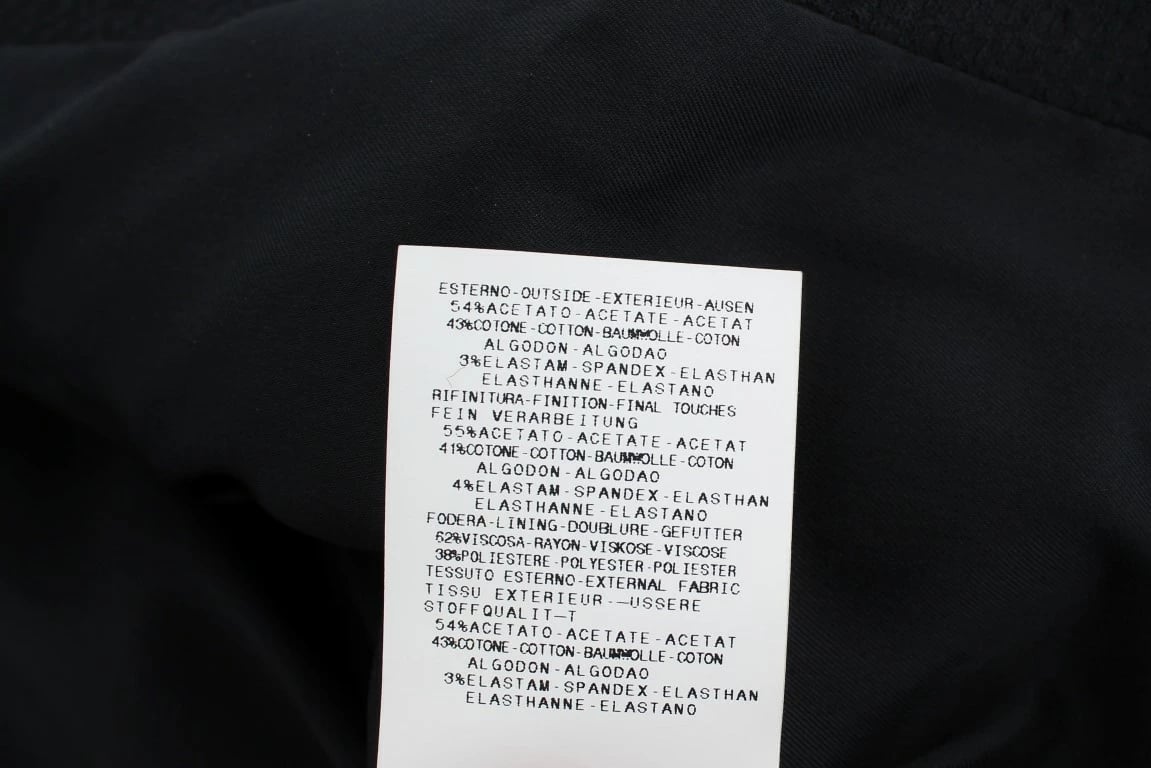 ESTERNO-OUTSIDE-EXTERIEUR-AUSEN
54%ACETATO-ACETATE-ACETAT
43%COTONE-COTTON-BAUMWOLLE-COTON
ALGODON-ALGODAO
3%ELASTAM-SPANDEX-ELASTHAN
ELASTHANNE-ELASTANO
RIFINITURA-FINITION-FINAL TOUCHES
FEIN VERARBEITUNG
55%ACETATO-ACETATE-ACETAT
41%COTONE-COTTON-BAUMWOLLE-COTON
ALGODON-ALGODAO
4%ELASTAM-SPANDEX-ELASTHAN
ELASTHANNE-ELASTANO
FODERA-LINING-DOUBLURE-GEFUTTER
62%VISCOSA-RAYON-VISKOSE-VISCOSE
38%POLIESTERE-POLYESTER-POLIESTER
TESSUTO ESTERNO-EXTERNAL FABRIC
TISSU EXTERIEUR-—USSERE
STOFFQUALIT—T
54%ACETATO-ACETATE-ACETAT
43%COTONE-COTTON-BAUMWOLLE-COTON
ALGODON-ALGODAO
3%ELASTAM-SPANDEX-ELASTHAN
ELASTHANNE-ELASTANO